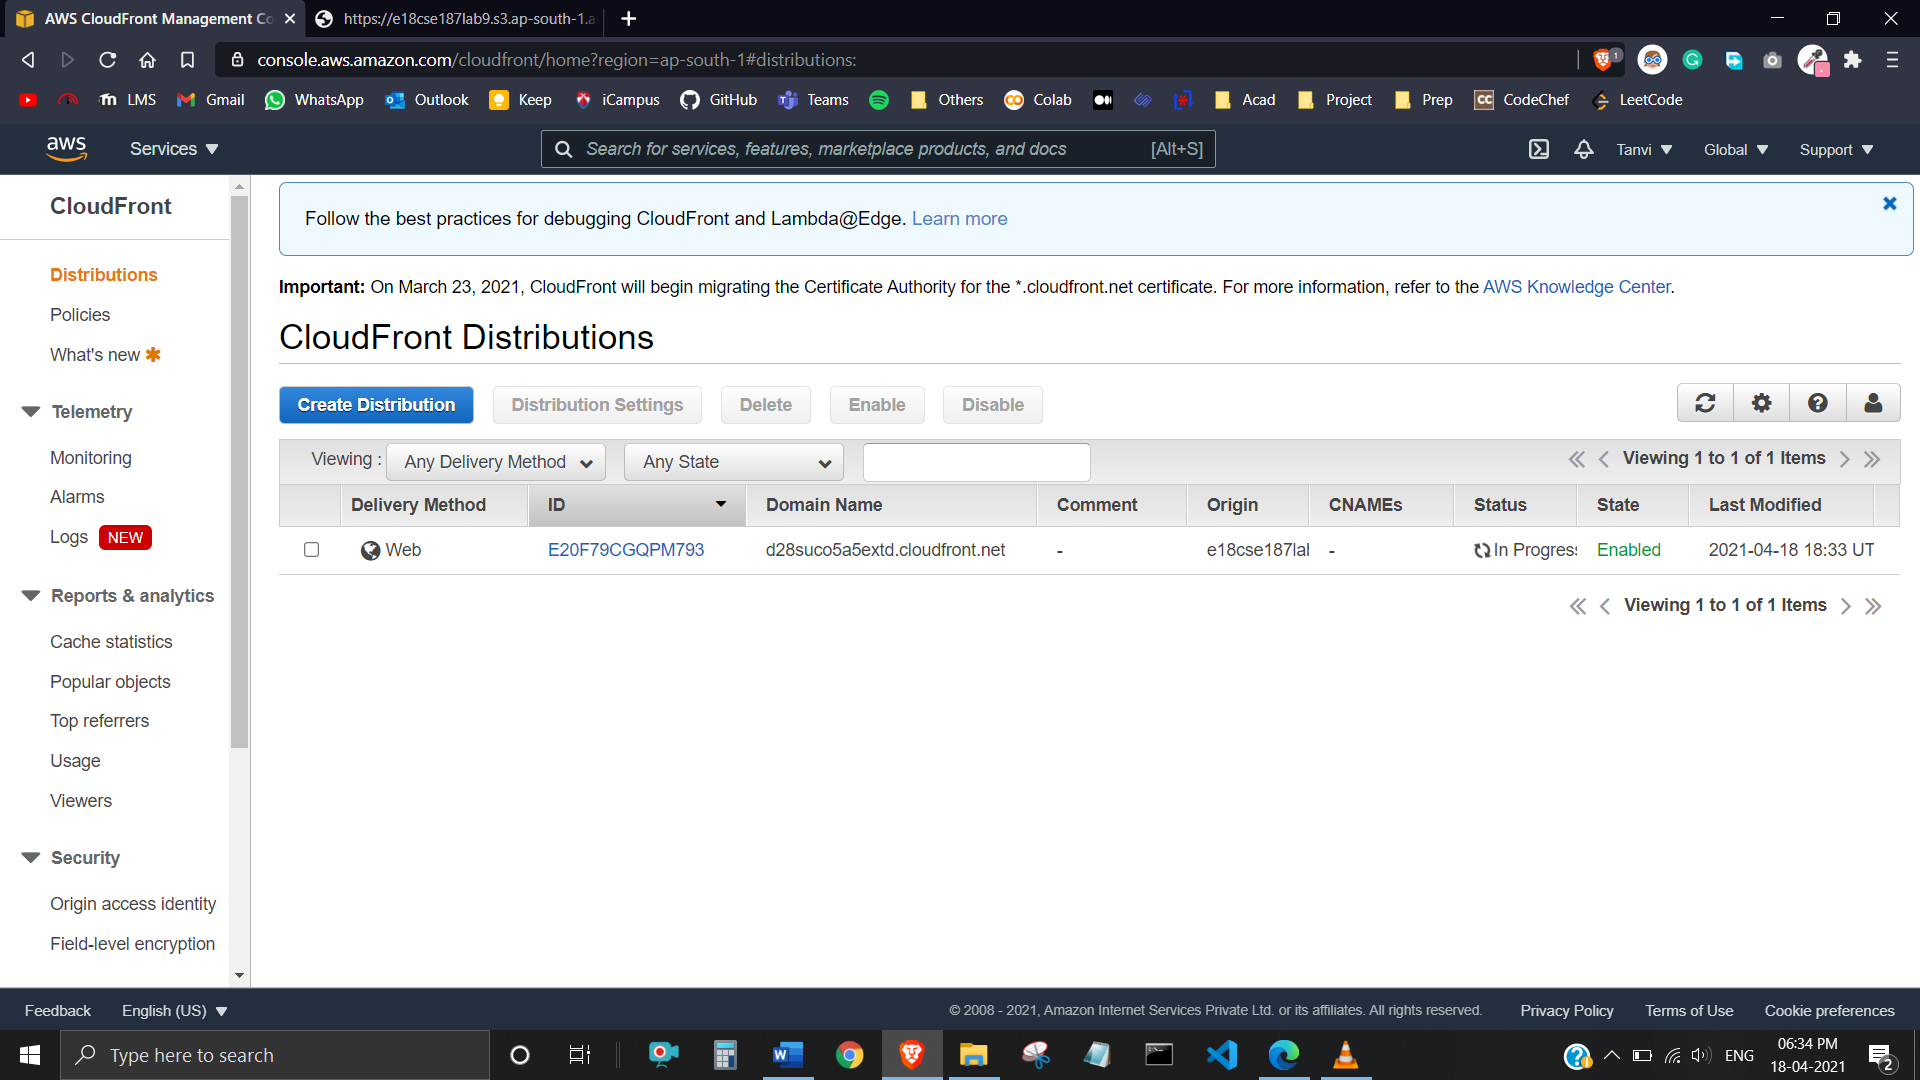 AWS CloudFront Management Co
https://e18cse187lab9.s3.ap-south-1.a
console.aws.amazon.com/cloudfront/home?region=ap-south-1#distributions:
1
LMS
Gmail
WhatsApp
Outlook
Keep
iCampus
GitHub
Teams
Others
Colab
Acad
Project
Prep
CC
CodeChef
LeetCode
aws
Services
Search for services, features, marketplace products, and docs
[Alt+S]
Tanvi
Global
Support
CloudFront
Distributions
Policies
What's new
Telemetry
Monitoring
Alarms
Logs NEW
Reports & analytics
Cache statistics
Popular objects
Top referrers
Usage
Viewers
Security
Origin access identity
Field-level encryption
Follow the best practices for debugging CloudFront and Lambda@Edge. Learn more
Important: On March 23, 2021, CloudFront will begin migrating the Certificate Authority for the *.cloudfront.net certificate. For more information, refer to the AWS Knowledge Center.
CloudFront Distributions
Create Distribution
Distribution Settings
Delete
Enable
Disable
Viewing : Any Delivery Method Any State
Viewing 1 to 1 of 1 Items
Delivery Method ID Domain Name Comment Origin CNAMEs Status State Last Modified
Web E20F79CGQPM793 d28suco5a5extd.cloudfront.net - e18cse187lal - In Progress Enabled 2021-04-18 18:33 UT
Viewing 1 to 1 of 1 Items
Feedback
English (US)
© 2008 - 2021, Amazon Internet Services Private Ltd. or its affiliates. All rights reserved.
Privacy Policy
Terms of Use
Cookie preferences
Type here to search
ENG
06:34 PM
18-04-2021
2